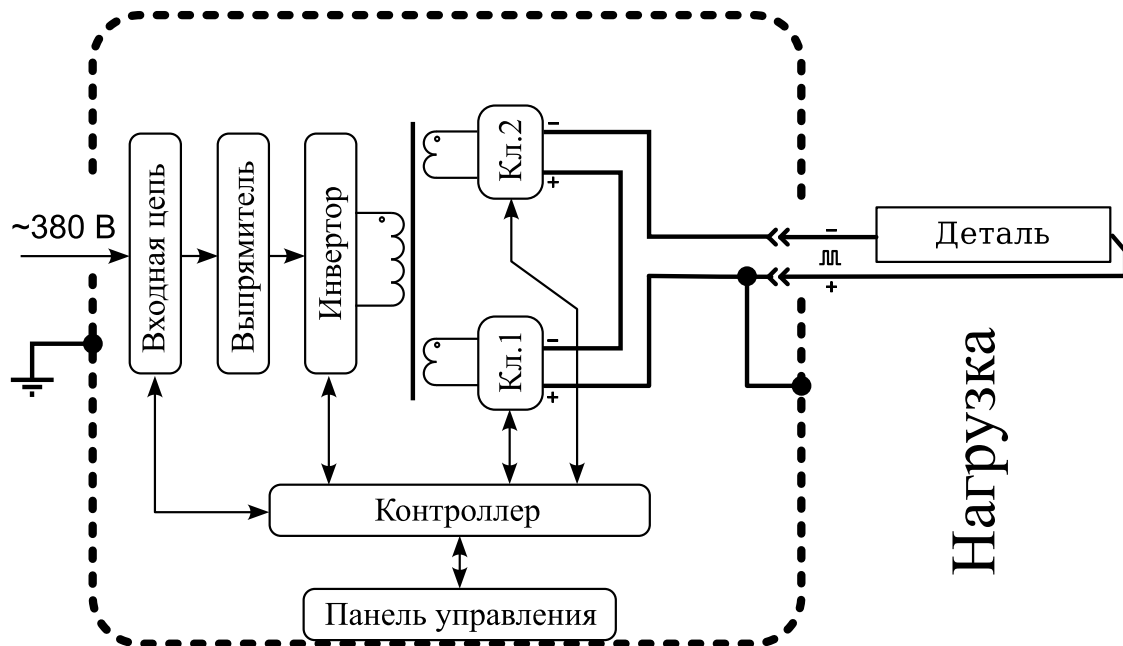 ~380 В
Входная цепь
Выпрямитель
Инвертор
Кл.2
−
+
Кл.1
−
+
−
+
Деталь
Нагрузка
Контроллер
Панель управления